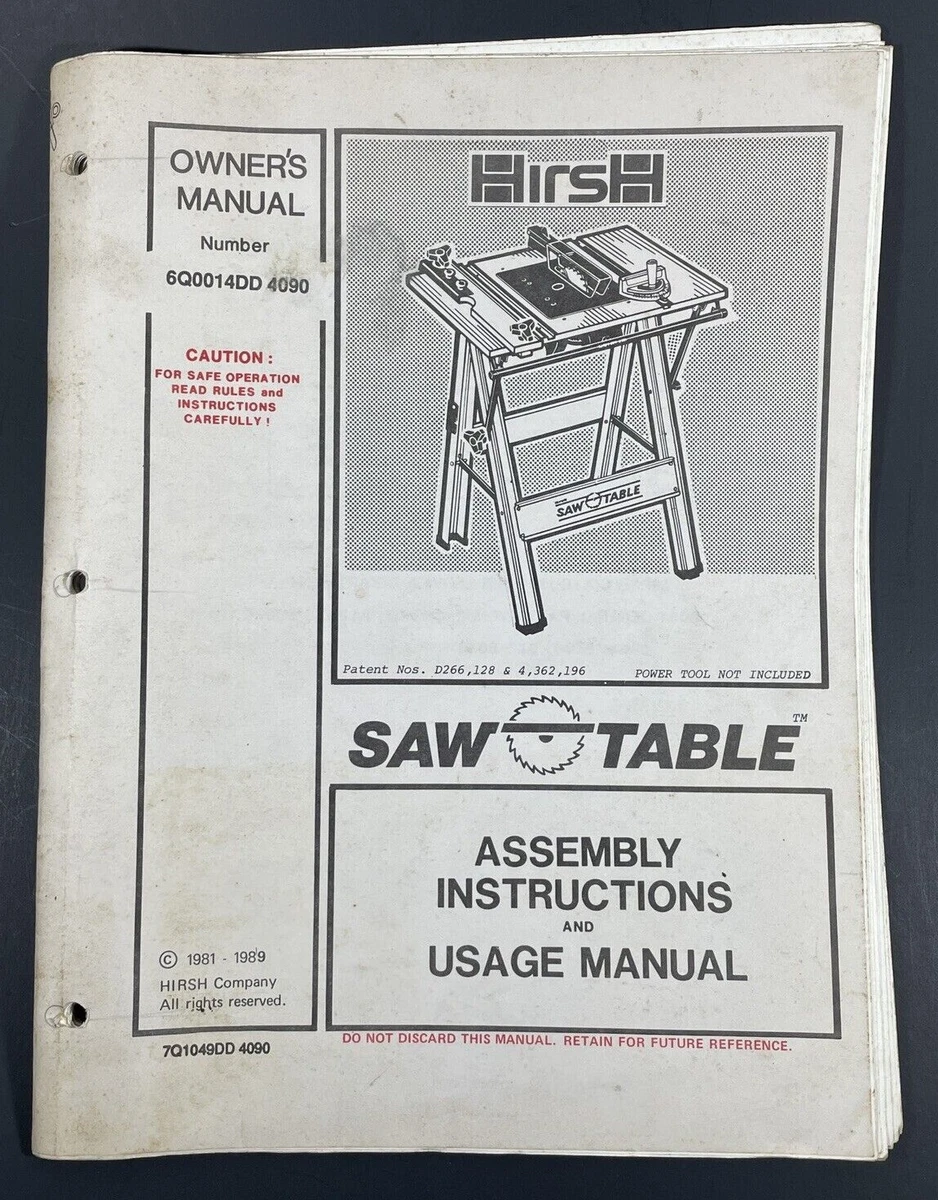 OWNER'S
MANUAL
Number
6Q0014DD 4090
CAUTION :
FOR SAFE OPERATION
READ RULES and
INSTRUCTIONS
CAREFULLY !
© 1981 - 1989
HIRSH Company
All rights reserved.
7Q1049DD 4090
HIRSH
SAW TABLE
Patent Nos. D266,128 & 4,362,196
POWER TOOL NOT INCLUDED
SAW TABLE™
ASSEMBLY
INSTRUCTIONS
AND
USAGE MANUAL
DO NOT DISCARD THIS MANUAL. RETAIN FOR FUTURE REFERENCE.